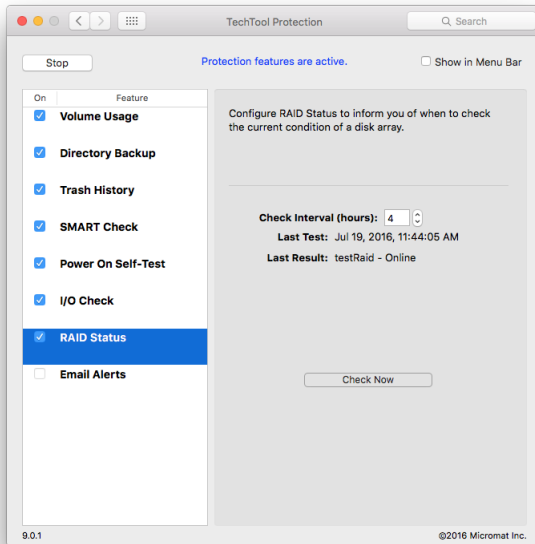 TechTool Protection
Search
Stop
Protection features are active.
Show in Menu Bar
On Feature
Volume Usage
Directory Backup
Trash History
SMART Check
Power On Self-Test
I/O Check
RAID Status
Email Alerts
Configure RAID Status to inform you of when to check
the current condition of a disk array.
Check Interval (hours): 4
Last Test: Jul 19, 2016, 11:44:05 AM
Last Result: testRaid - Online
Check Now
9.0.1
©2016 Micromat Inc.